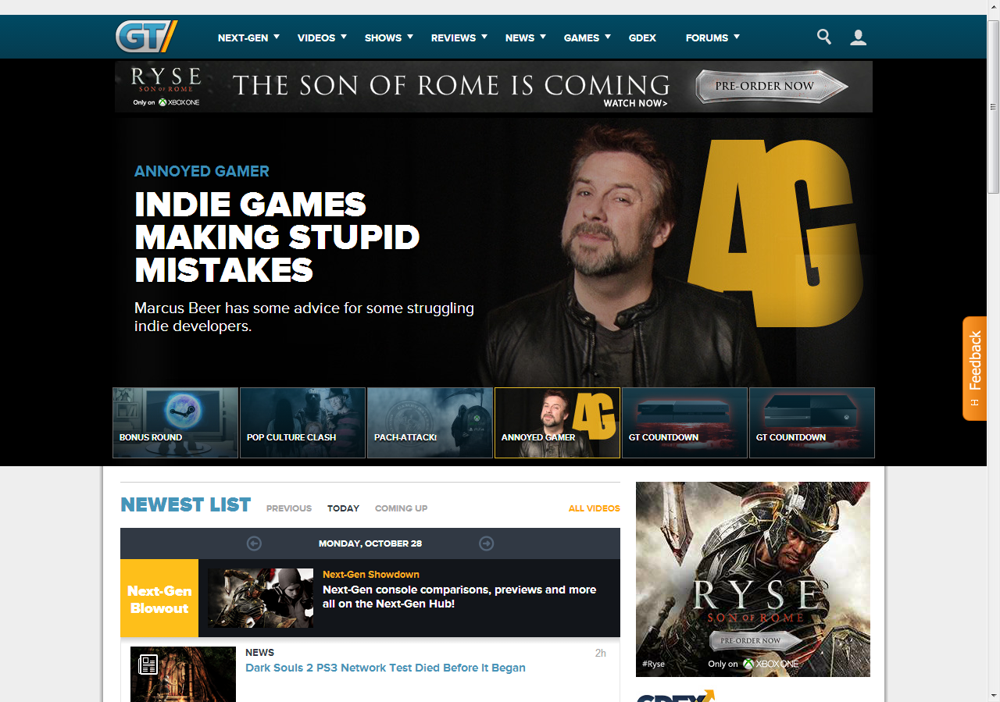 GT
NEXT-GEN
VIDEOS
SHOWS
REVIEWS
NEWS
GAMES
GDEX
FORUMS
RYSE
SON OF ROME
Only on XBOX ONE
THE SON OF ROME IS COMING
WATCH NOW>
PRE-ORDER NOW
ANNOYED GAMER
INDIE GAMES
MAKING STUPID
MISTAKES
Marcus Beer has some advice for some struggling
indie developers.
AG
Feedback
BONUS ROUND
POP CULTURE CLASH
PACH-ATTACK!
ANNOYED GAMER
AG
GT COUNTDOWN
GT COUNTDOWN
NEWEST LIST
PREVIOUS
TODAY
COMING UP
ALL VIDEOS
MONDAY, OCTOBER 28
Next-Gen
Blowout
Next-Gen Showdown
Next-Gen console comparisons, previews and more
all on the Next-Gen Hub!
NEWS
2h
Dark Souls 2 PS3 Network Test Died Before It Began
RYSE
SON OF ROME
PRE-ORDER NOW
#Ryse
Only on XBOX ONE
GDEX